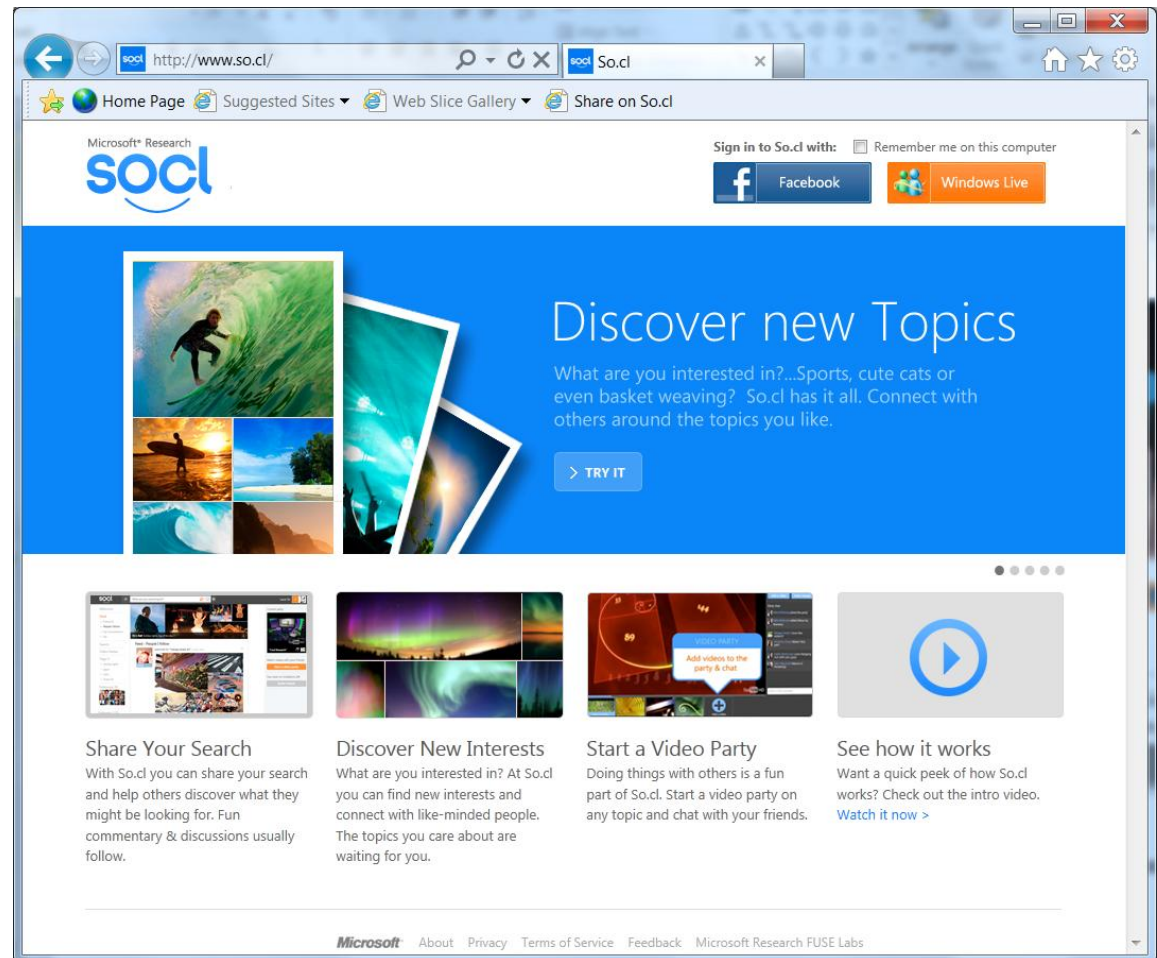 http://www.so.cl/
So.cl
Home Page
Suggested Sites
Web Slice Gallery
Share on So.cl
Microsoft® Research
socl
Sign in to So.cl with:
Remember me on this computer
Facebook
Windows Live
Discover new Topics
What are you interested in?...Sports, cute cats or
even basket weaving? So.cl has it all. Connect with
others around the topics you like.
> TRY IT
VIDEO PARTY
Add videos to the
party & chat
Share Your Search
With So.cl you can share your search
and help others discover what they
might be looking for. Fun
commentary & discussions usually
follow.
Discover New Interests
What are you interested in? At So.cl
you can find new interests and
connect with like-minded people.
The topics you care about are
waiting for you.
Start a Video Party
Doing things with others is a fun
part of So.cl. Start a video party on
any topic and chat with your friends.
See how it works
Want a quick peek of how So.cl
works? Check out the intro video.
Watch it now >
Microsoft About Privacy Terms of Service Feedback Microsoft Research FUSE Labs